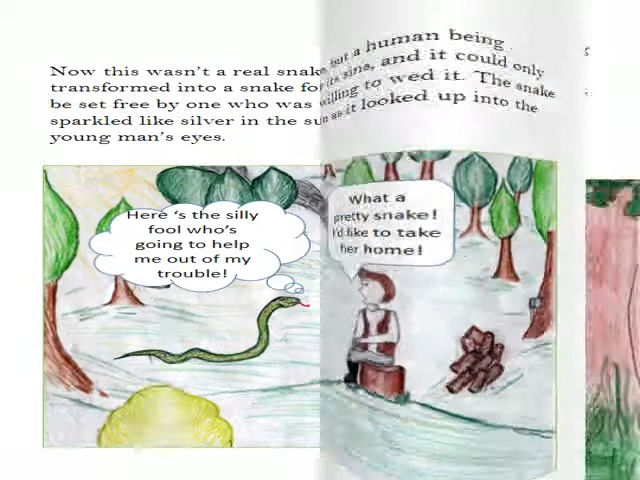 Now this wasn't a real snake but a human being
transformed into a snake for its sins, and it could only
be set free by one who was willing to wed it. The snake
sparkled like silver in the sun as it looked up into the
young man's eyes.
Here 's the silly
fool who's
going to help
me out of my
trouble!
What a
pretty snake!
I'd like to take
her home!